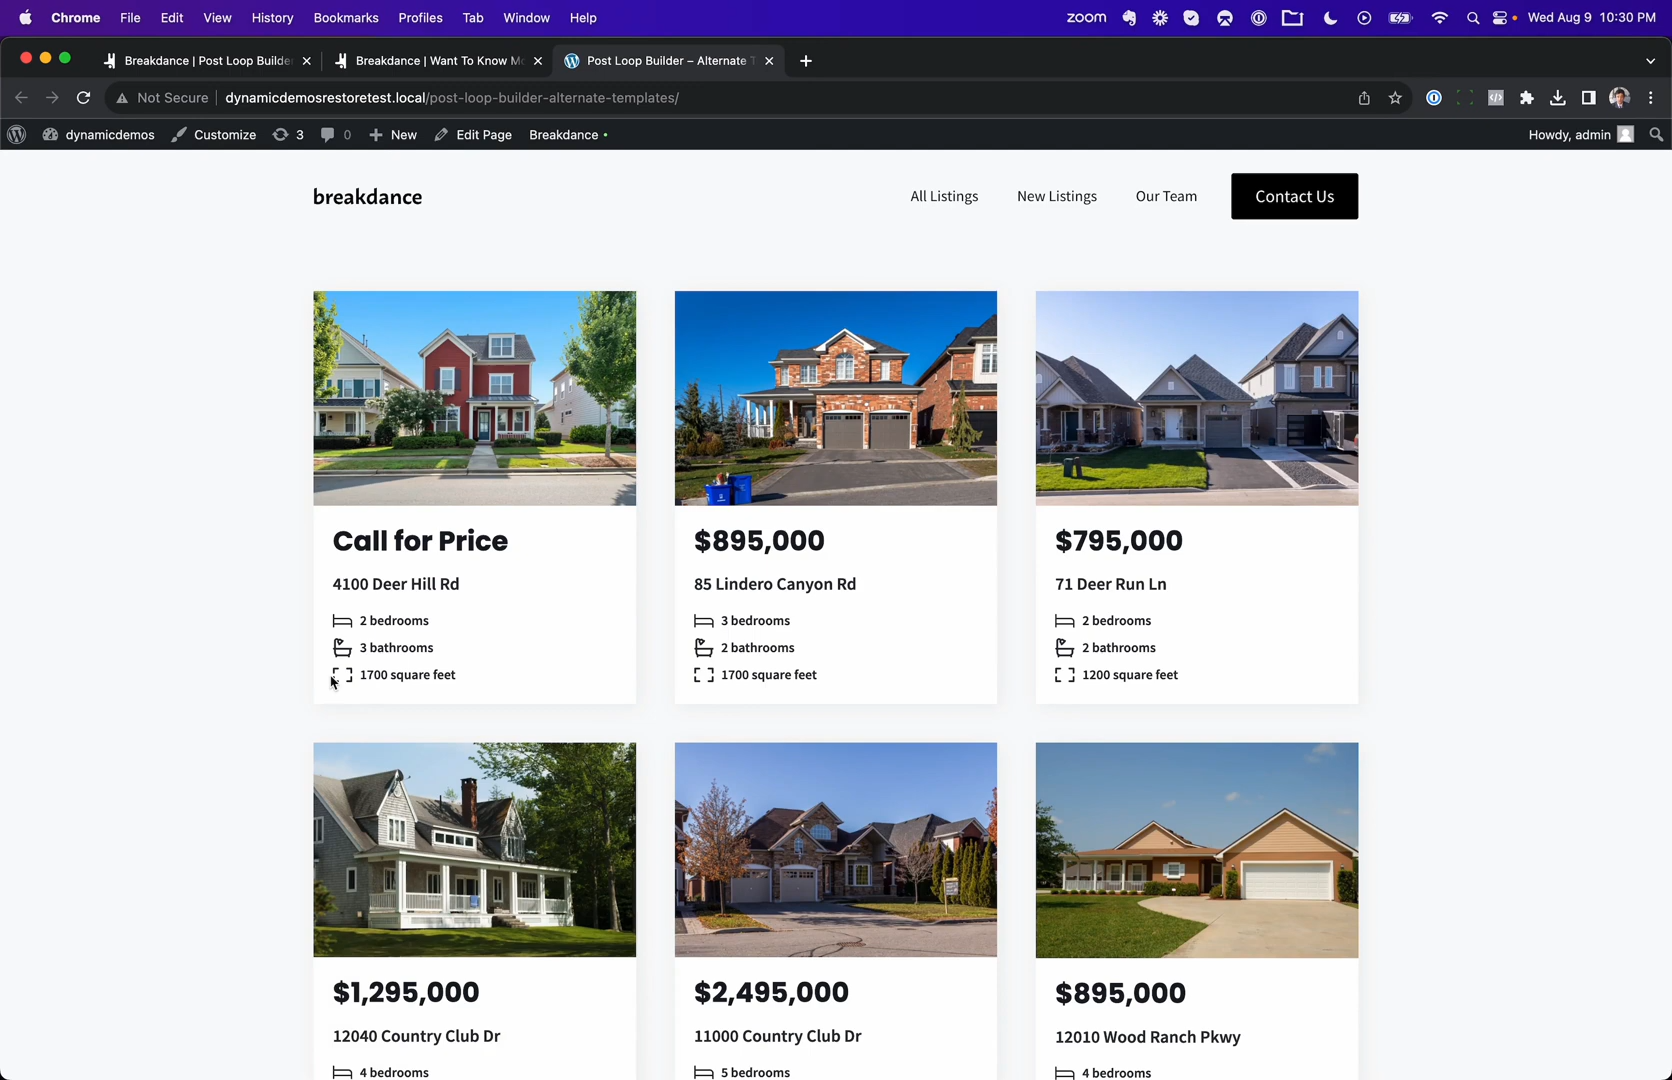 Chrome File Edit View History Bookmarks Profiles Tab Window Help zoom Wed Aug 9 10:30 PM
Breakdance | Post Loop Builde Breakdance | Want To Know Mo Post Loop Builder – Alternate T
Not Secure dynamicdemosrestoretest.local/post-loop-builder-alternate-templates/
dynamicdemos Customize 3 0 New Edit Page Breakdance Howdy, admin
breakdance All Listings New Listings Our Team Contact Us
Call for Price $895,000 $795,000
4100 Deer Hill Rd 85 Lindero Canyon Rd 71 Deer Run Ln
2 bedrooms 3 bedrooms 2 bedrooms
3 bathrooms 2 bathrooms 2 bathrooms
1700 square feet 1700 square feet 1200 square feet
$1,295,000 $2,495,000 $895,000
12040 Country Club Dr 11000 Country Club Dr 12010 Wood Ranch Pkwy
4 bedrooms 5 bedrooms 4 bedrooms